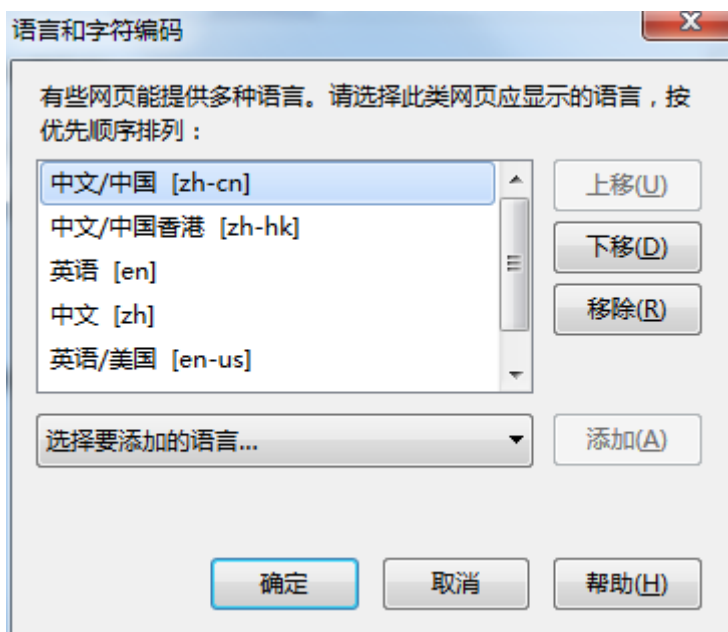 语言和字符编码
有些网页能提供多种语言。请选择此类网页应显示的语言，按
优先顺序排列：
中文/中国 [zh-cn]
上移(U)
中文/中国香港 [zh-hk]
下移(D)
英语 [en]
移除(R)
中文 [zh]
英语/美国 [en-us]
选择要添加的语言...
添加(A)
确定
取消
帮助(H)